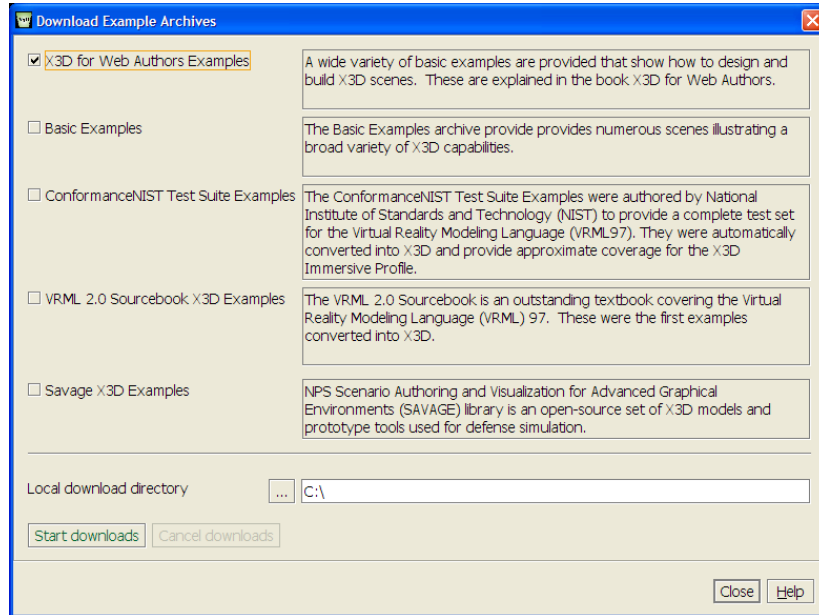 Download Example Archives
X3D for Web Authors Examples
A wide variety of basic examples are provided that show how to design and
build X3D scenes. These are explained in the book X3D for Web Authors.
Basic Examples
The Basic Examples archive provide provides numerous scenes illustrating a
broad variety of X3D capabilities.
ConformanceNIST Test Suite Examples
The ConformanceNIST Test Suite Examples were authored by National
Institute of Standards and Technology (NIST) to provide a complete test set
for the Virtual Reality Modeling Language (VRML97). They were automatically
converted into X3D and provide approximate coverage for the X3D
Immersive Profile.
VRML 2.0 Sourcebook X3D Examples
The VRML 2.0 Sourcebook is an outstanding textbook covering the Virtual
Reality Modeling Language (VRML) 97. These were the first examples
converted into X3D.
Savage X3D Examples
NPS Scenario Authoring and Visualization for Advanced Graphical
Environments (SAVAGE) library is an open-source set of X3D models and
prototype tools used for defense simulation.
Local download directory
...
C:\
Start downloads
Cancel downloads
Close
Help